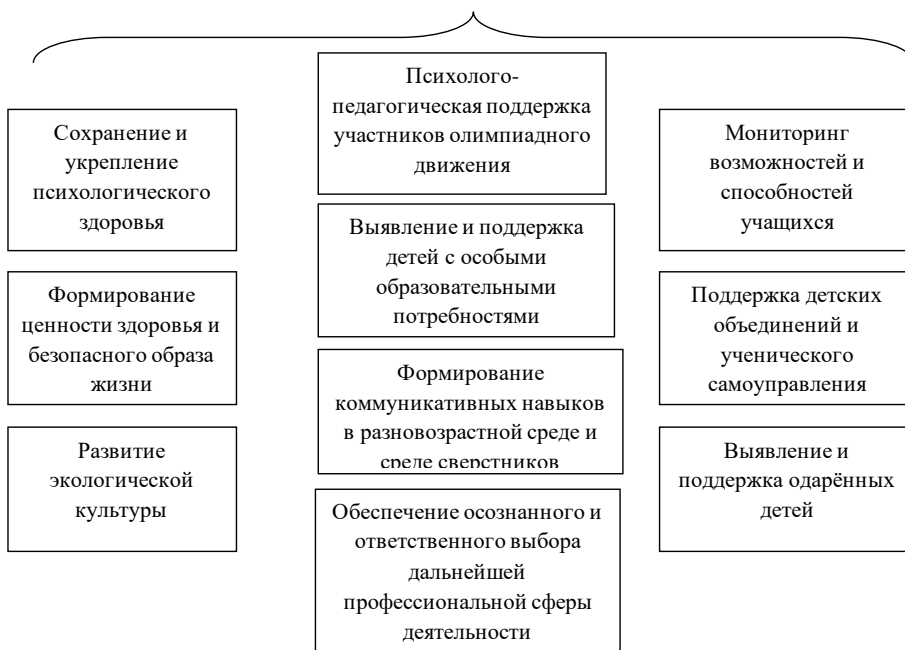 Сохранение и
укрепление
психологического
здоровья
Формирование
ценности здоровья и
безопасного образа
жизни
Развитие
экологической
культуры
Психолого-
педагогическая поддержка
участников олимпиадного
движения
Выявление и поддержка
детей с особыми
образовательными
потребностями
Формирование
коммуникативных навыков
в разновозрастной среде и
среде сверстников
Обеспечение осознанного и
ответственного выбора
дальнейшей
профессиональной сферы
деятельности
Мониторинг
возможностей и
способностей
учащихся
Поддержка детских
объединений и
ученического
самоуправления
Выявление и
поддержка одарённых
детей